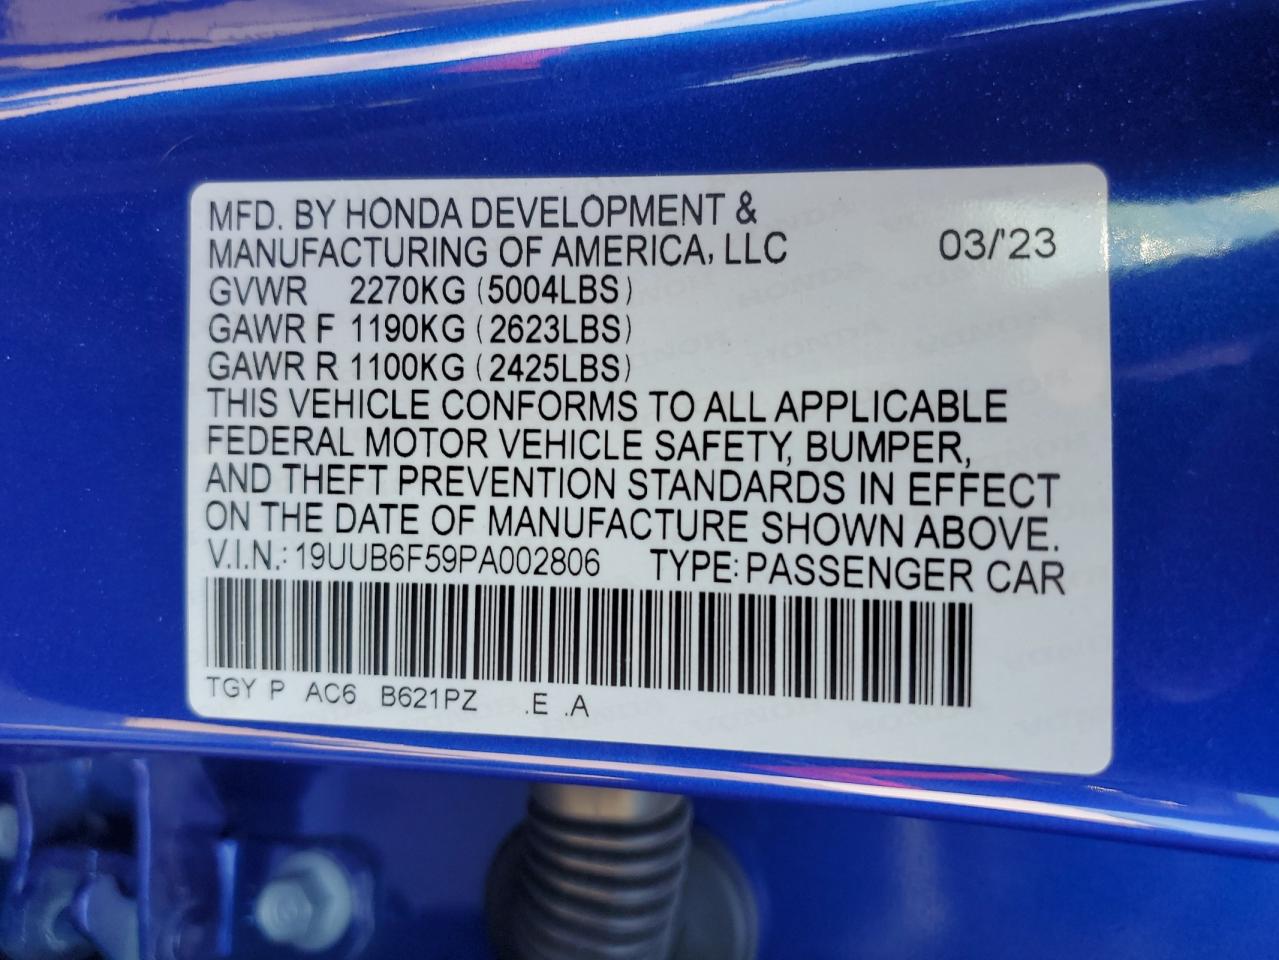 MFD. BY HONDA DEVELOPMENT &
MANUFACTURING OF AMERICA, LLC 03/'23
GVWR 2270KG (5004LBS)
GAWR F 1190KG (2623LBS)
GAWR R 1100KG (2425LBS)
THIS VEHICLE CONFORMS TO ALL APPLICABLE
FEDERAL MOTOR VEHICLE SAFETY, BUMPER,
AND THEFT PREVENTION STANDARDS IN EFFECT
ON THE DATE OF MANUFACTURE SHOWN ABOVE.
V.I.N.: 19UUB6F59PA002806 TYPE: PASSENGER CAR
TGY P AC6 B621PZ .E .A